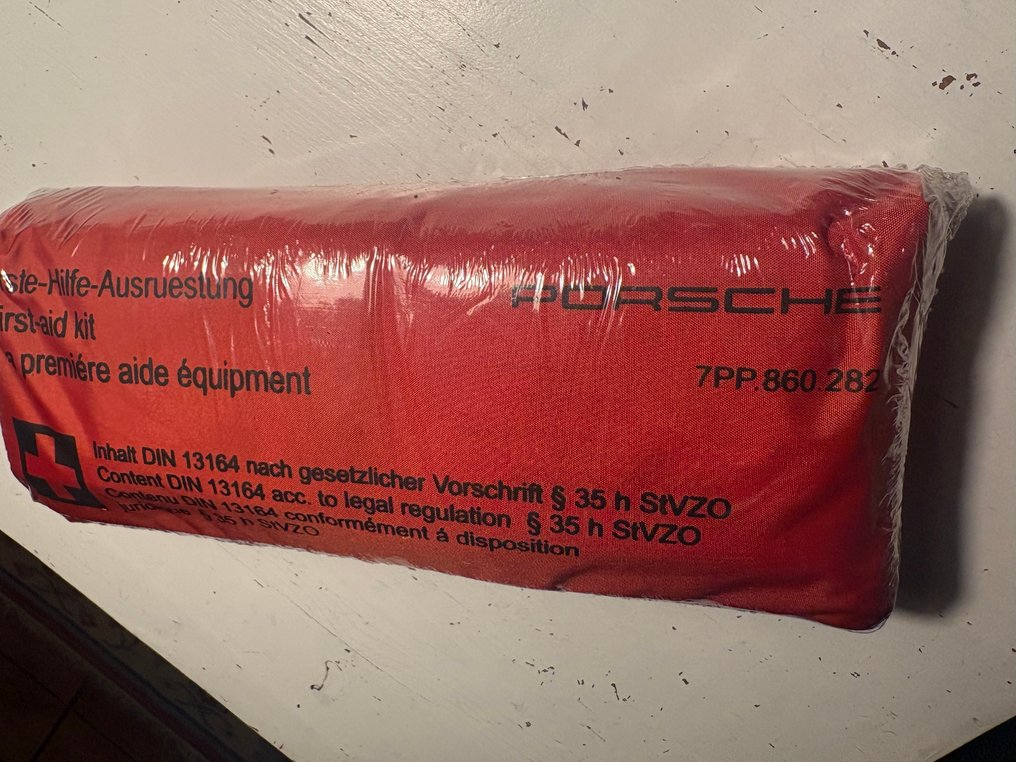 ste-Hilfe-Ausruestung
irst-aid kit
a premiére aide équipment
PORSCHE
7PP.860.282
Inhalt DIN 13164 nach gesetzlicher Vorschrift § 35 h StVZO
Content DIN 13164 acc. to legal regulation § 35 h StVZO
Contenu DIN 13164 conformément á disposition
juridique § 35 h StVZO